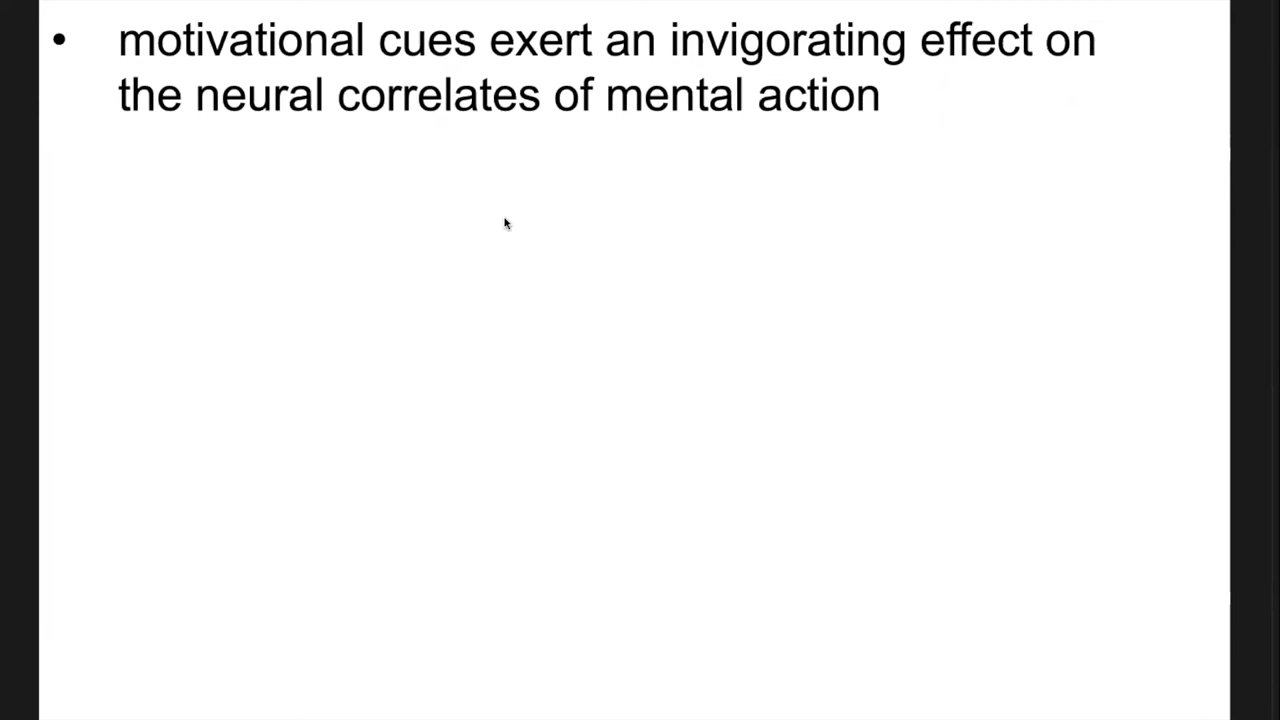 • motivational cues exert an invigorating effect on
the neural correlates of mental action